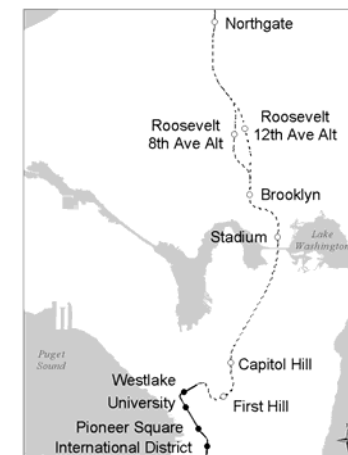 Northgate
Roosevelt
12th Ave Alt
Roosevelt
8th Ave Alt
Brooklyn
Stadium
Lake
Washington
Puget
Sound
Capitol Hill
Westlake
University
First Hill
Pioneer Square
International District